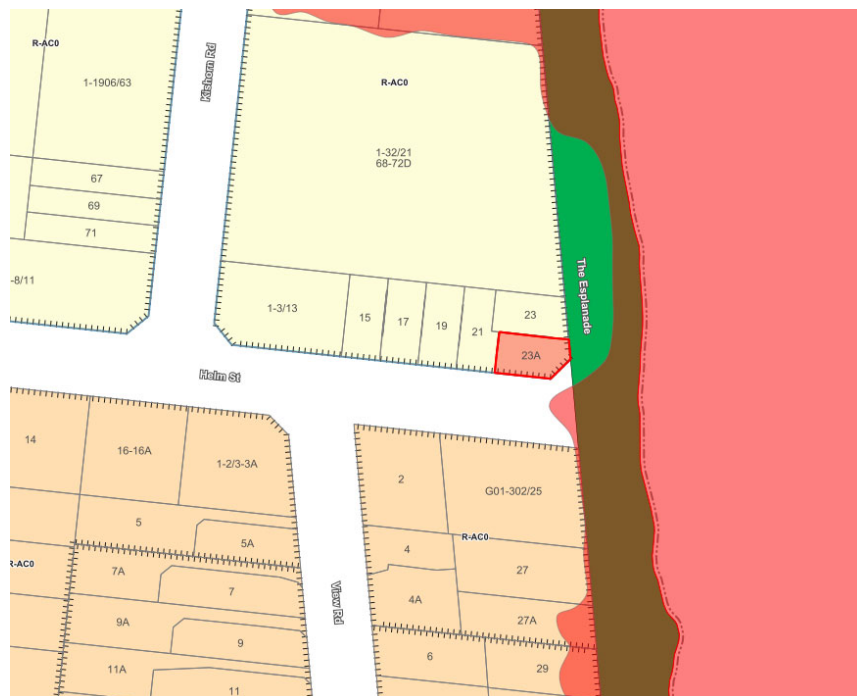 R-AC0
Kishorn Rd
R-AC0
1-1906/63
1-32/21
68-72D
67
69
71
-8/11
The Esplanade
1-3/13
15
17
19
21
23
23A
Helm St
14
16-16A
1-2/3-3A
2
G01-302/25
5
5A
4
R-AC0
R-AC0
7A
7
27
View Rd
4A
27A
9A
9
6
29
11A
11